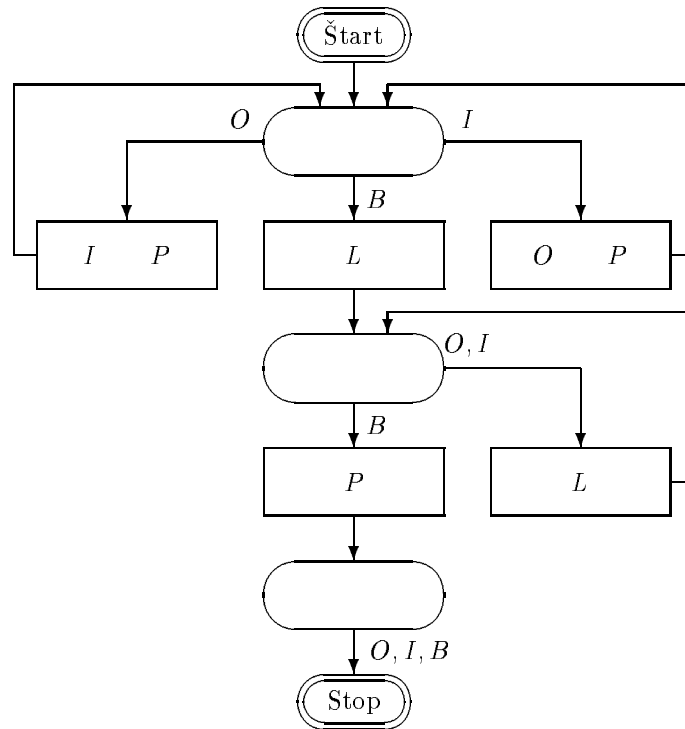 Štart
O I
B
I P L O P
O, I
B
P L
O, I, B
Stop